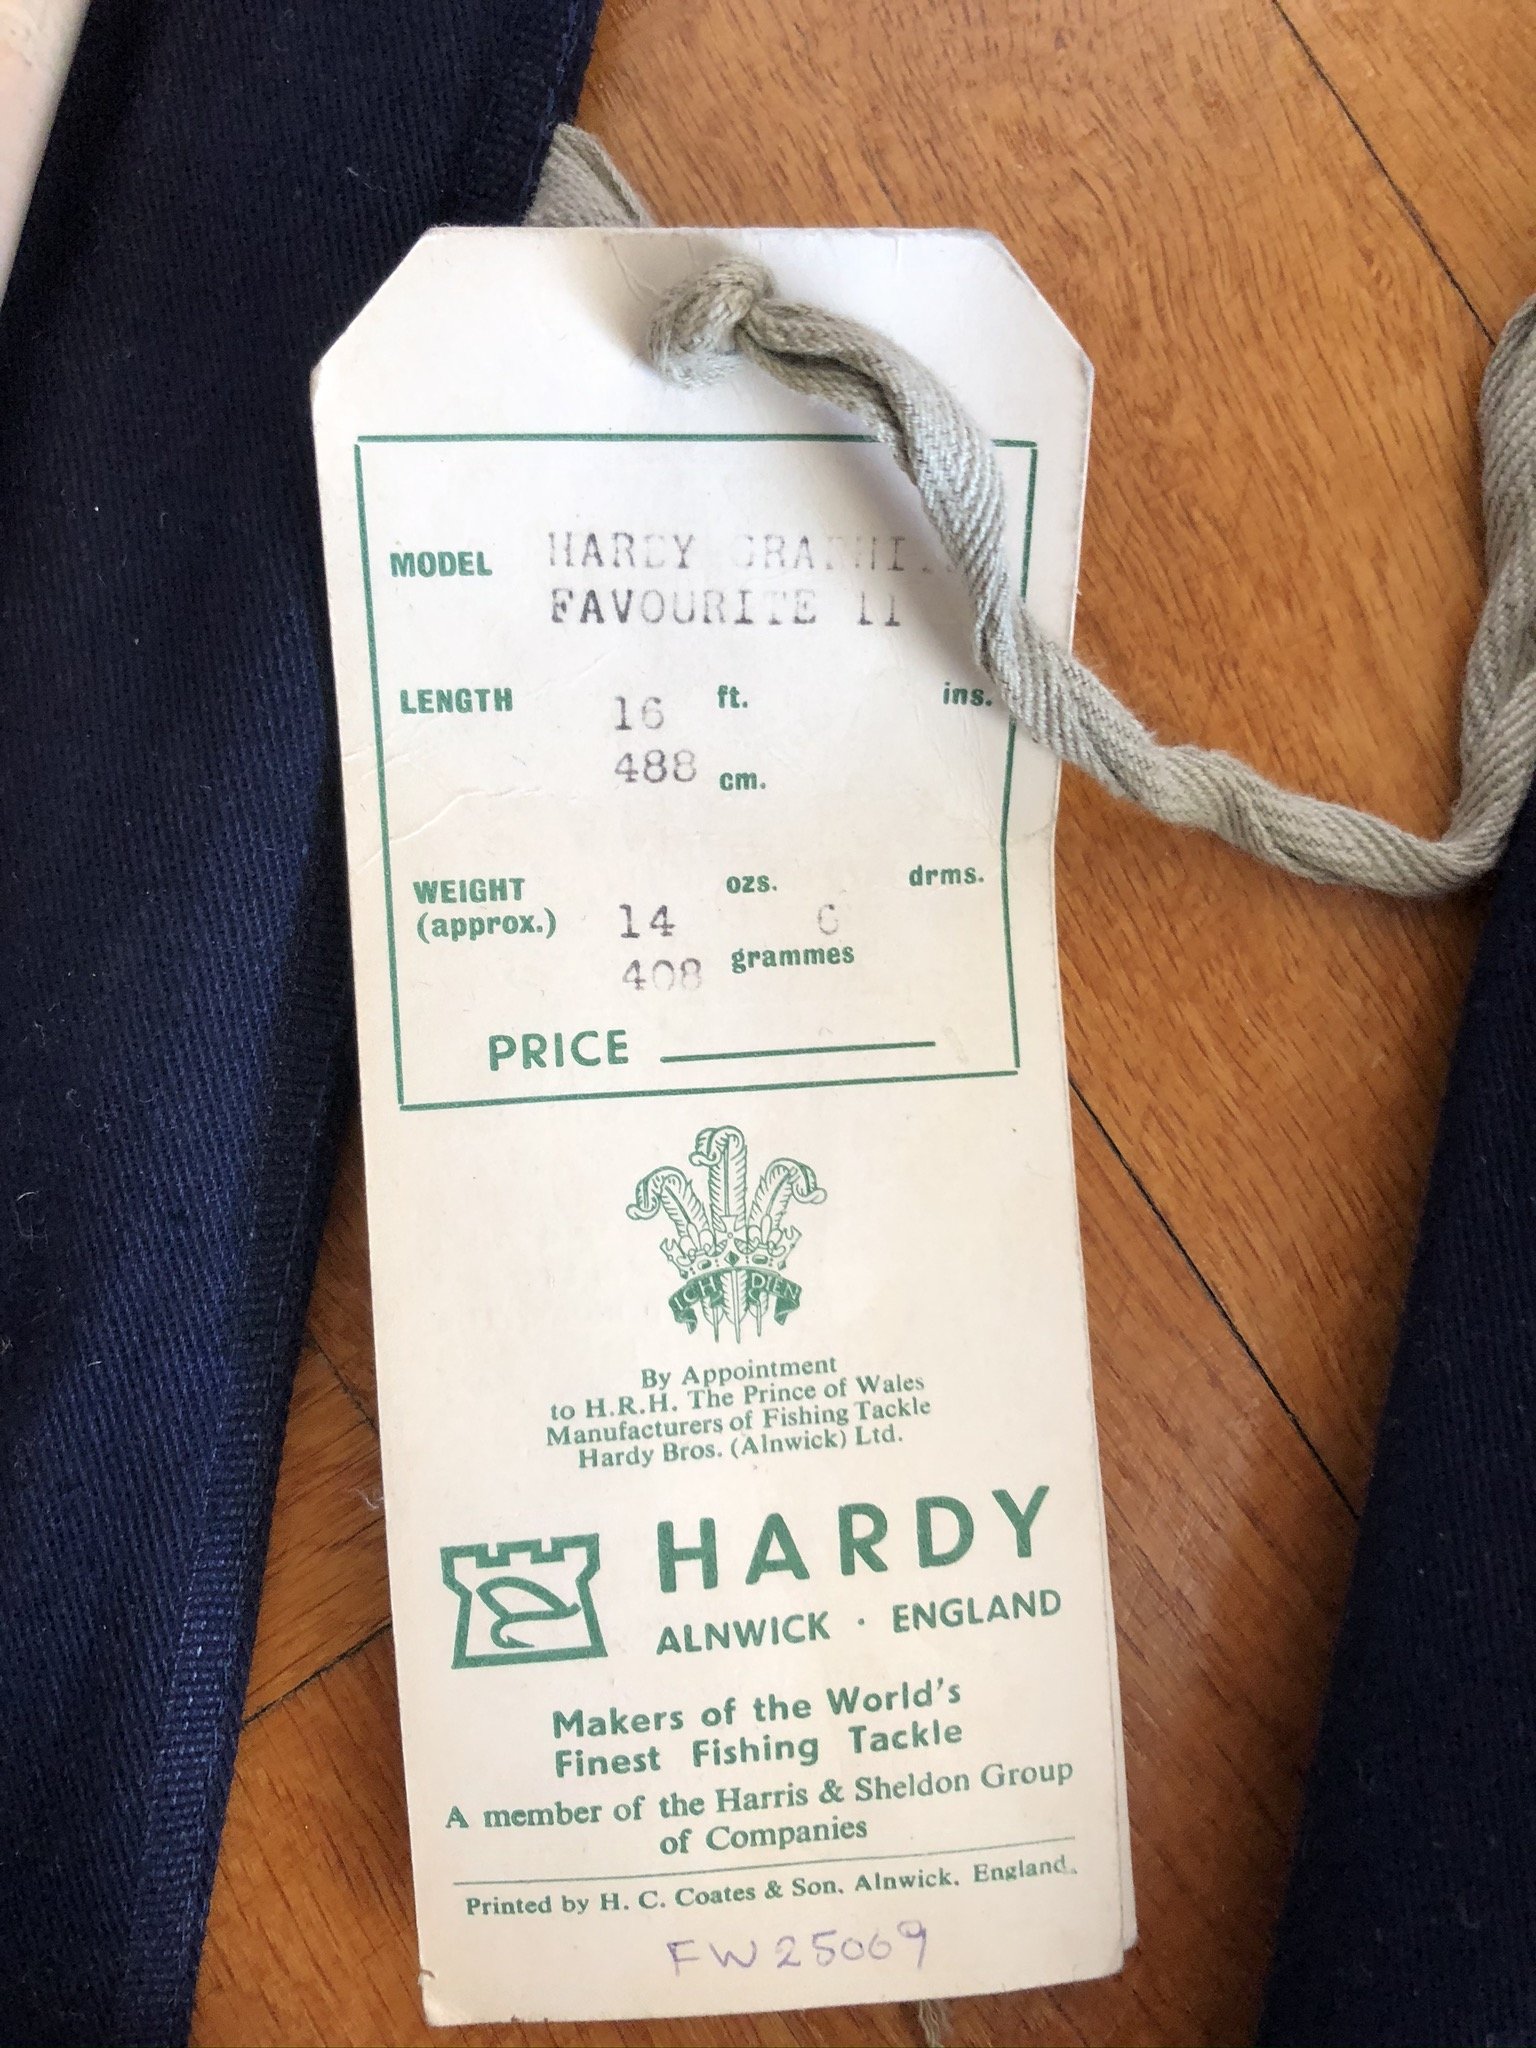 MODEL HARDY GRAPHI
FAVOURITE 11
LENGTH 16 ft. ins.
488 cm.
WEIGHT ozs. drms.
(approx.) 14 6
408 grammes
PRICE
ICH DIEN
By Appointment
to H.R.H. The Prince of Wales
Manufacturers of Fishing Tackle
Hardy Bros. (Alnwick) Ltd.
HARDY
ALNWICK · ENGLAND
Makers of the World's
Finest Fishing Tackle
A member of the Harris & Sheldon Group
of Companies
Printed by H. C. Coates & Son, Alnwick, England.
FW25069